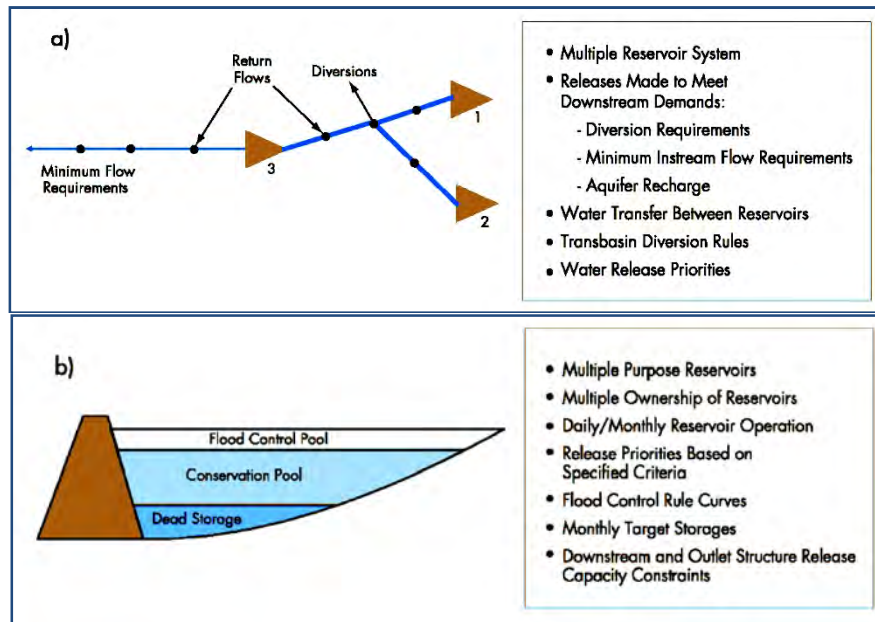 a)
Return
Flows
Diversions
1
3
2
Minimum Flow
Requirements
• Multiple Reservoir System
• Releases Made to Meet
Downstream Demands:
- Diversion Requirements
- Minimum Instream Flow Requirements
- Aquifer Recharge
• Water Transfer Between Reservoirs
• Transbasin Diversion Rules
• Water Release Priorities
b)
Flood Control Pool
Conservation Pool
Dead Storage
• Multiple Purpose Reservoirs
• Multiple Ownership of Reservoirs
• Daily/Monthly Reservoir Operation
• Release Priorities Based on
Specified Criteria
• Flood Control Rule Curves
• Monthly Target Storages
• Downstream and Outlet Structure Release
Capacity Constraints